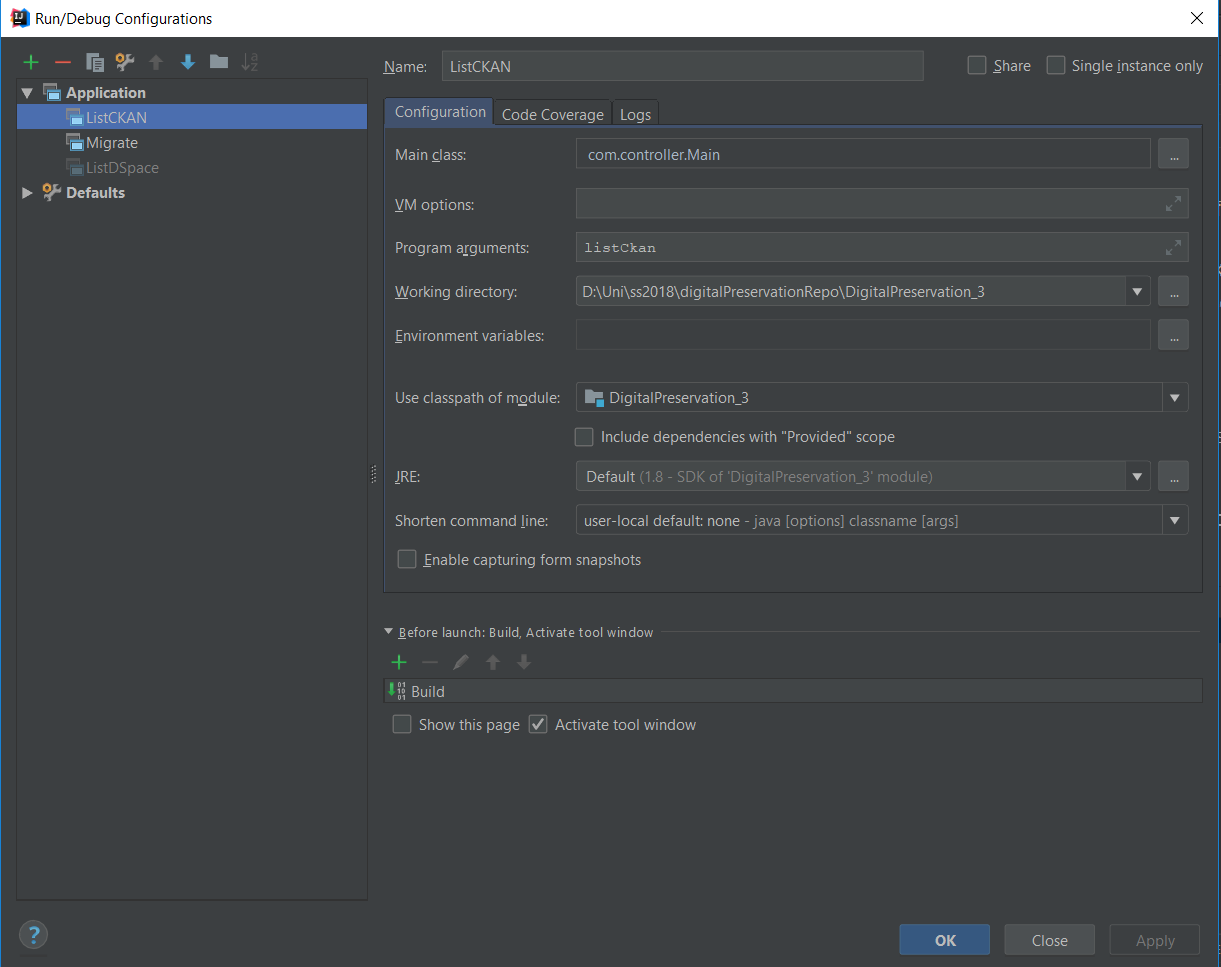 Run/Debug Configurations
Name: ListCKAN Share Single instance only
Application
ListCKAN
Migrate
ListDSpace
Defaults
Configuration Code Coverage Logs
Main class: com.controller.Main ...
VM options:
Program arguments: listCkan
Working directory: D:\Uni\ss2018\digitalPreservationRepo\DigitalPreservation_3 ...
Environment variables: ...
Use classpath of module: DigitalPreservation_3
Include dependencies with "Provided" scope
JRE: Default (1.8 - SDK of 'DigitalPreservation_3' module) ...
Shorten command line: user-local default: none - java [options] classname [args]
Enable capturing form snapshots
Before launch: Build, Activate tool window
Build
Show this page Activate tool window
? OK Close Apply